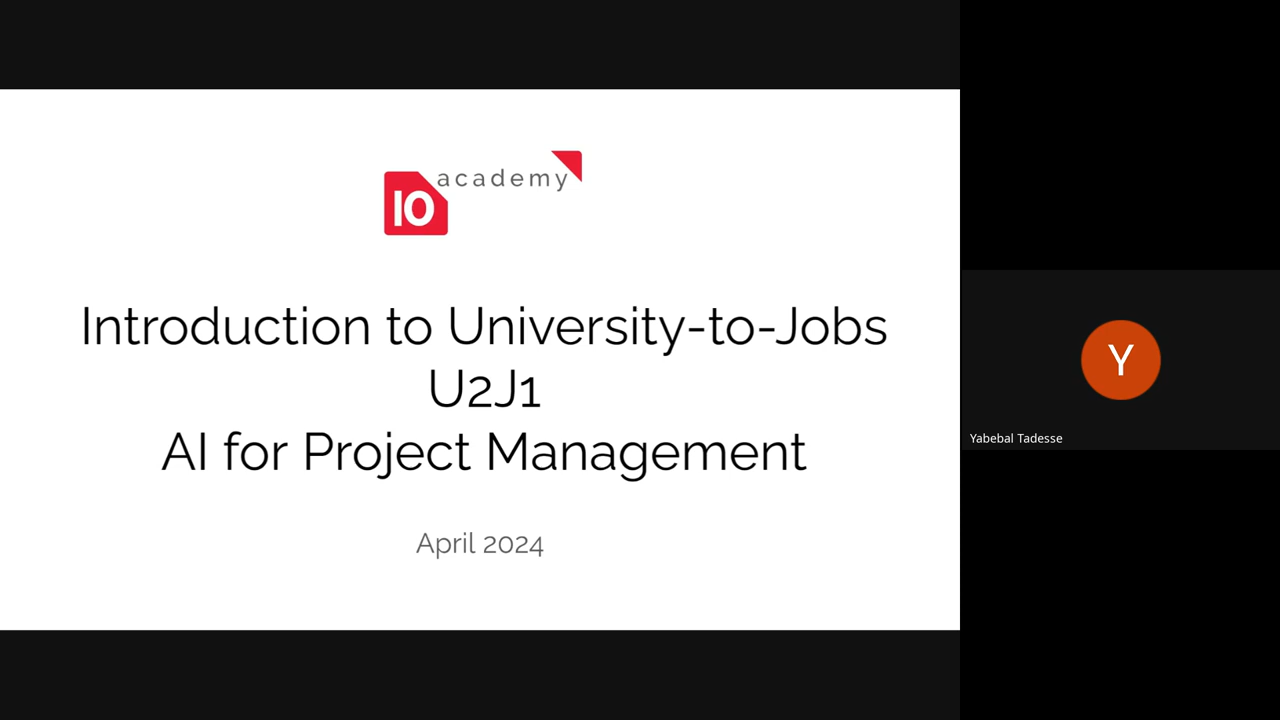 10
academy
Introduction to University-to-Jobs
U2J1
AI for Project Management
April 2024
Y
Yabebal Tadesse